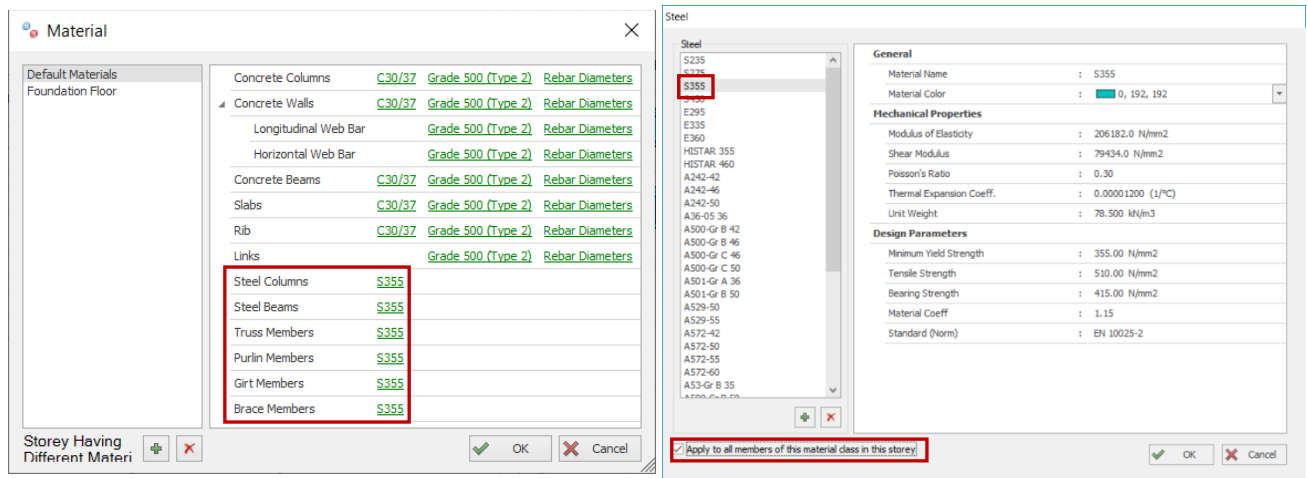 Material
Default Materials
Foundation Floor
Concrete Columns C30/37 Grade 500 (Type 2) Rebar Diameters
Concrete Walls C30/37 Grade 500 (Type 2) Rebar Diameters
Longitudinal Web Bar Grade 500 (Type 2) Rebar Diameters
Horizontal Web Bar Grade 500 (Type 2) Rebar Diameters
Concrete Beams C30/37 Grade 500 (Type 2) Rebar Diameters
Slabs C30/37 Grade 500 (Type 2) Rebar Diameters
Rib C30/37 Grade 500 (Type 2) Rebar Diameters
Links Grade 500 (Type 2) Rebar Diameters
Steel Columns S355
Steel Beams S355
Truss Members S355
Purlin Members S355
Girt Members S355
Brace Members S355
Storey Having
Different Materi
OK Cancel
Steel
Steel
S235
S275
S355
S450
E295
E335
E360
HISTAR 355
HISTAR 460
A242-42
A242-46
A242-50
A36-05 36
A500-Gr B 42
A500-Gr B 46
A500-Gr C 46
A500-Gr C 50
A501-Gr A 36
A501-Gr B 50
A529-50
A529-55
A572-42
A572-50
A572-55
A572-60
A53-Gr B 35
General
Material Name : S355
Material Color : 0, 192, 192
Mechanical Properties
Modulus of Elasticity : 206182.0 N/mm2
Shear Modulus : 79434.0 N/mm2
Poisson's Ratio : 0.30
Thermal Expansion Coeff. : 0.00001200 (1/°C)
Unit Weight : 78.500 kN/m3
Design Parameters
Minimum Yield Strength : 355.00 N/mm2
Tensile Strength : 510.00 N/mm2
Bearing Strength : 415.00 N/mm2
Material Coeff : 1.15
Standard (Norm) : EN 10025-2
Apply to all members of this material class in this storey
OK Cancel